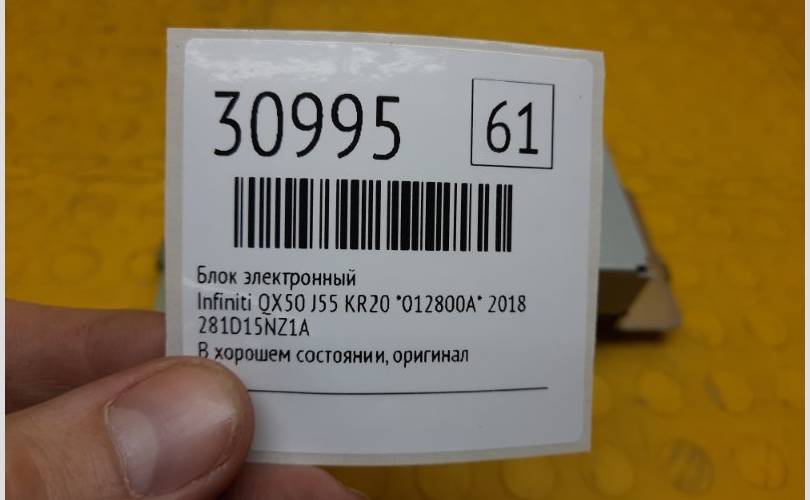 30995
61
Блок электронный
Infiniti QX50 J55 KR20 *012800A* 2018
281D15NZ1A
В хорошем состоянии, оригинал